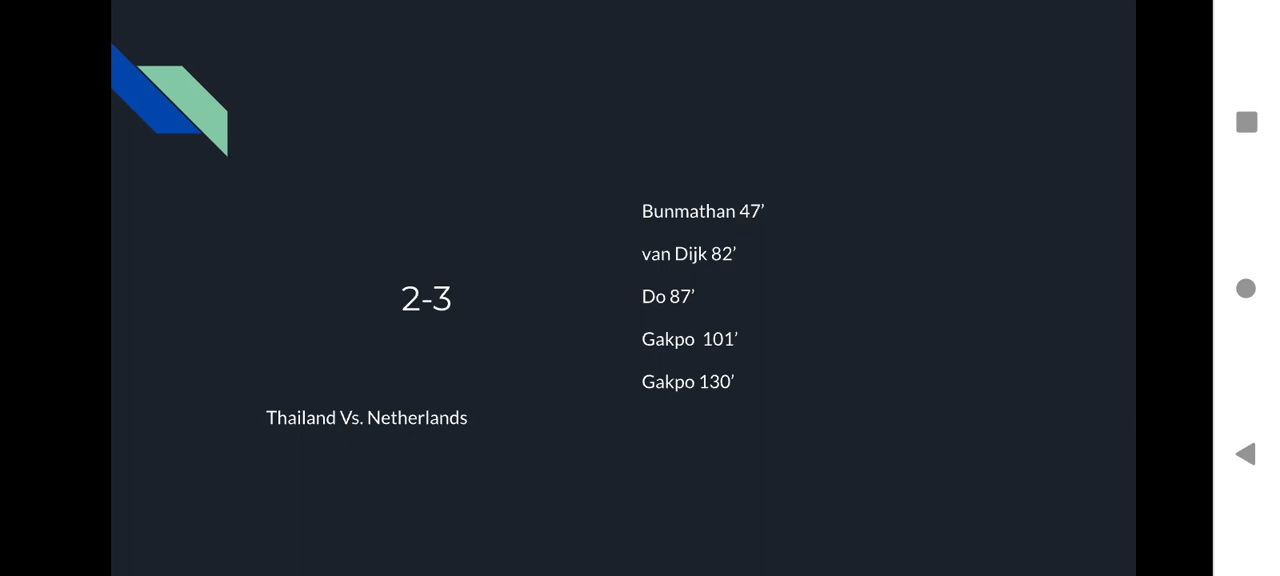 2-3
Thailand Vs. Netherlands
Bunmathan 47’
van Dijk 82’
Do 87’
Gakpo  101’
Gakpo 130’